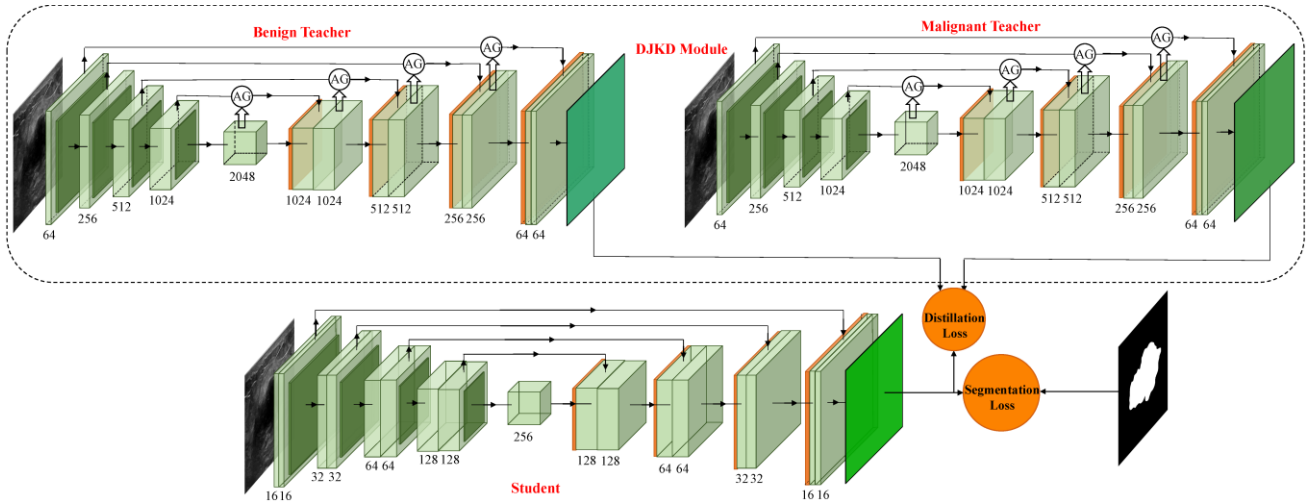 Benign Teacher
DJKD Module
Malignant Teacher
AG
AG
AG
AG
AG
AG
AG
AG
64
256
512
1024
2048
1024 1024
512 512
256 256
64 64
64
256
512
1024
2048
1024 1024
512 512
256 256
64 64
Distillation
Loss
Segmentation
Loss
16 16
32 32
64 64
128 128
256
128 128
64 64
32 32
16 16
Student